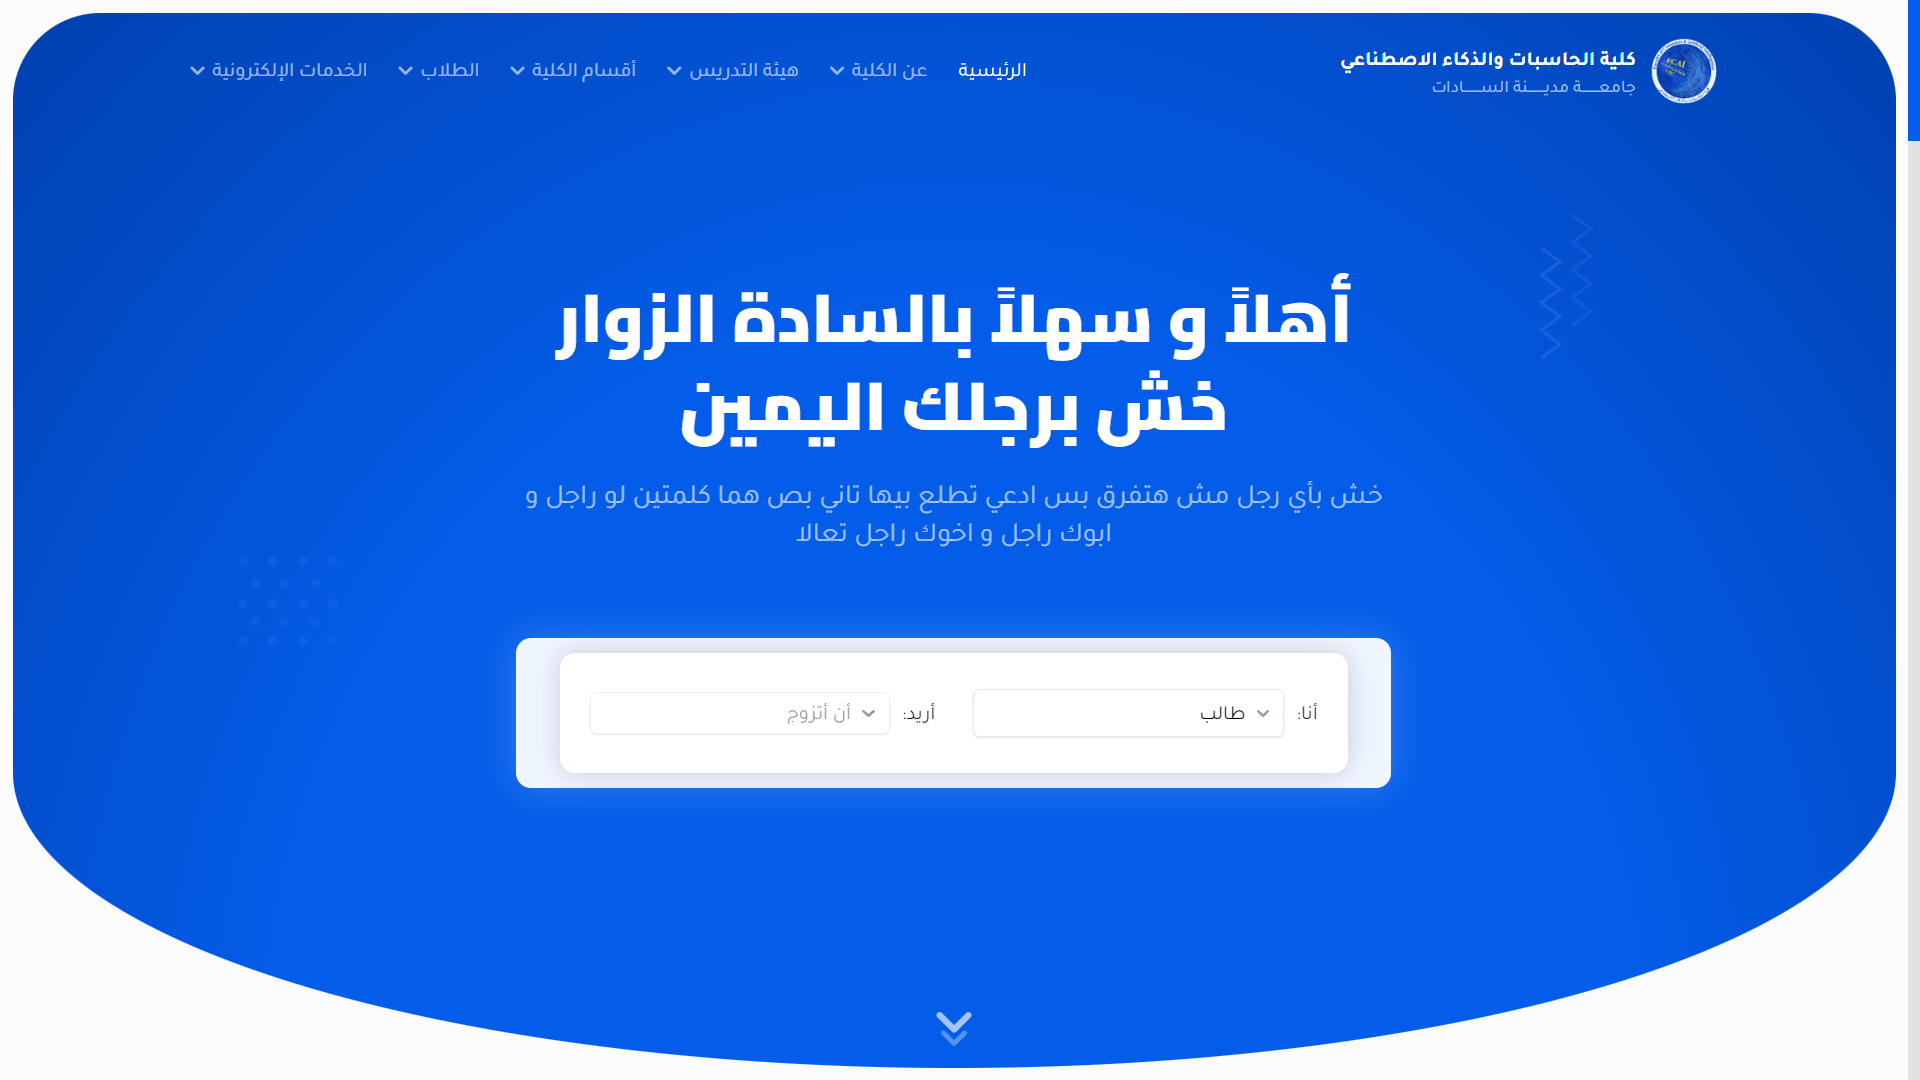 كلية الحاسبات والذكاء الاصطناعي
جامعـــة مديـــنة الســـادات
الرئيسية
عن الكلية
هيئة التدريس
أقسام الكلية
الطلاب
الخدمات الإلكترونية
أهلاً و سهلاً بالسادة الزوار
خش برجلك اليمين
خش بأي رجل مش هتفرق بس ادعي تطلع بيها تاني بص هما كلمتين لو راجل و
ابوك راجل و اخوك راجل تعالا
أنا:
طالب
أريد:
أن أتزوج